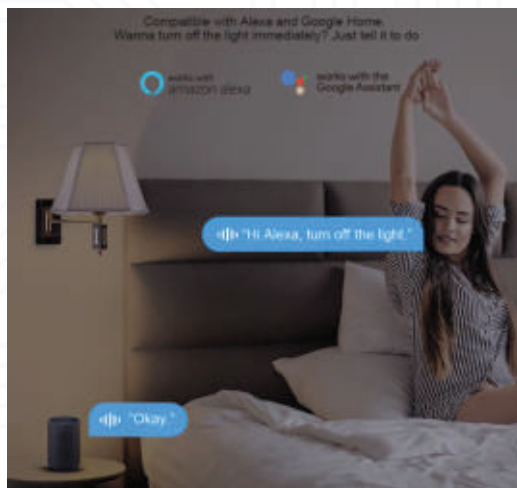 Compatible with Alexa and Google Home.
Wanna turn off the light immediately? Just tell it to do
works with
amazon alexa
works with the
Google Assistant
"Hi Alexa, turn off the light."
"Okay."